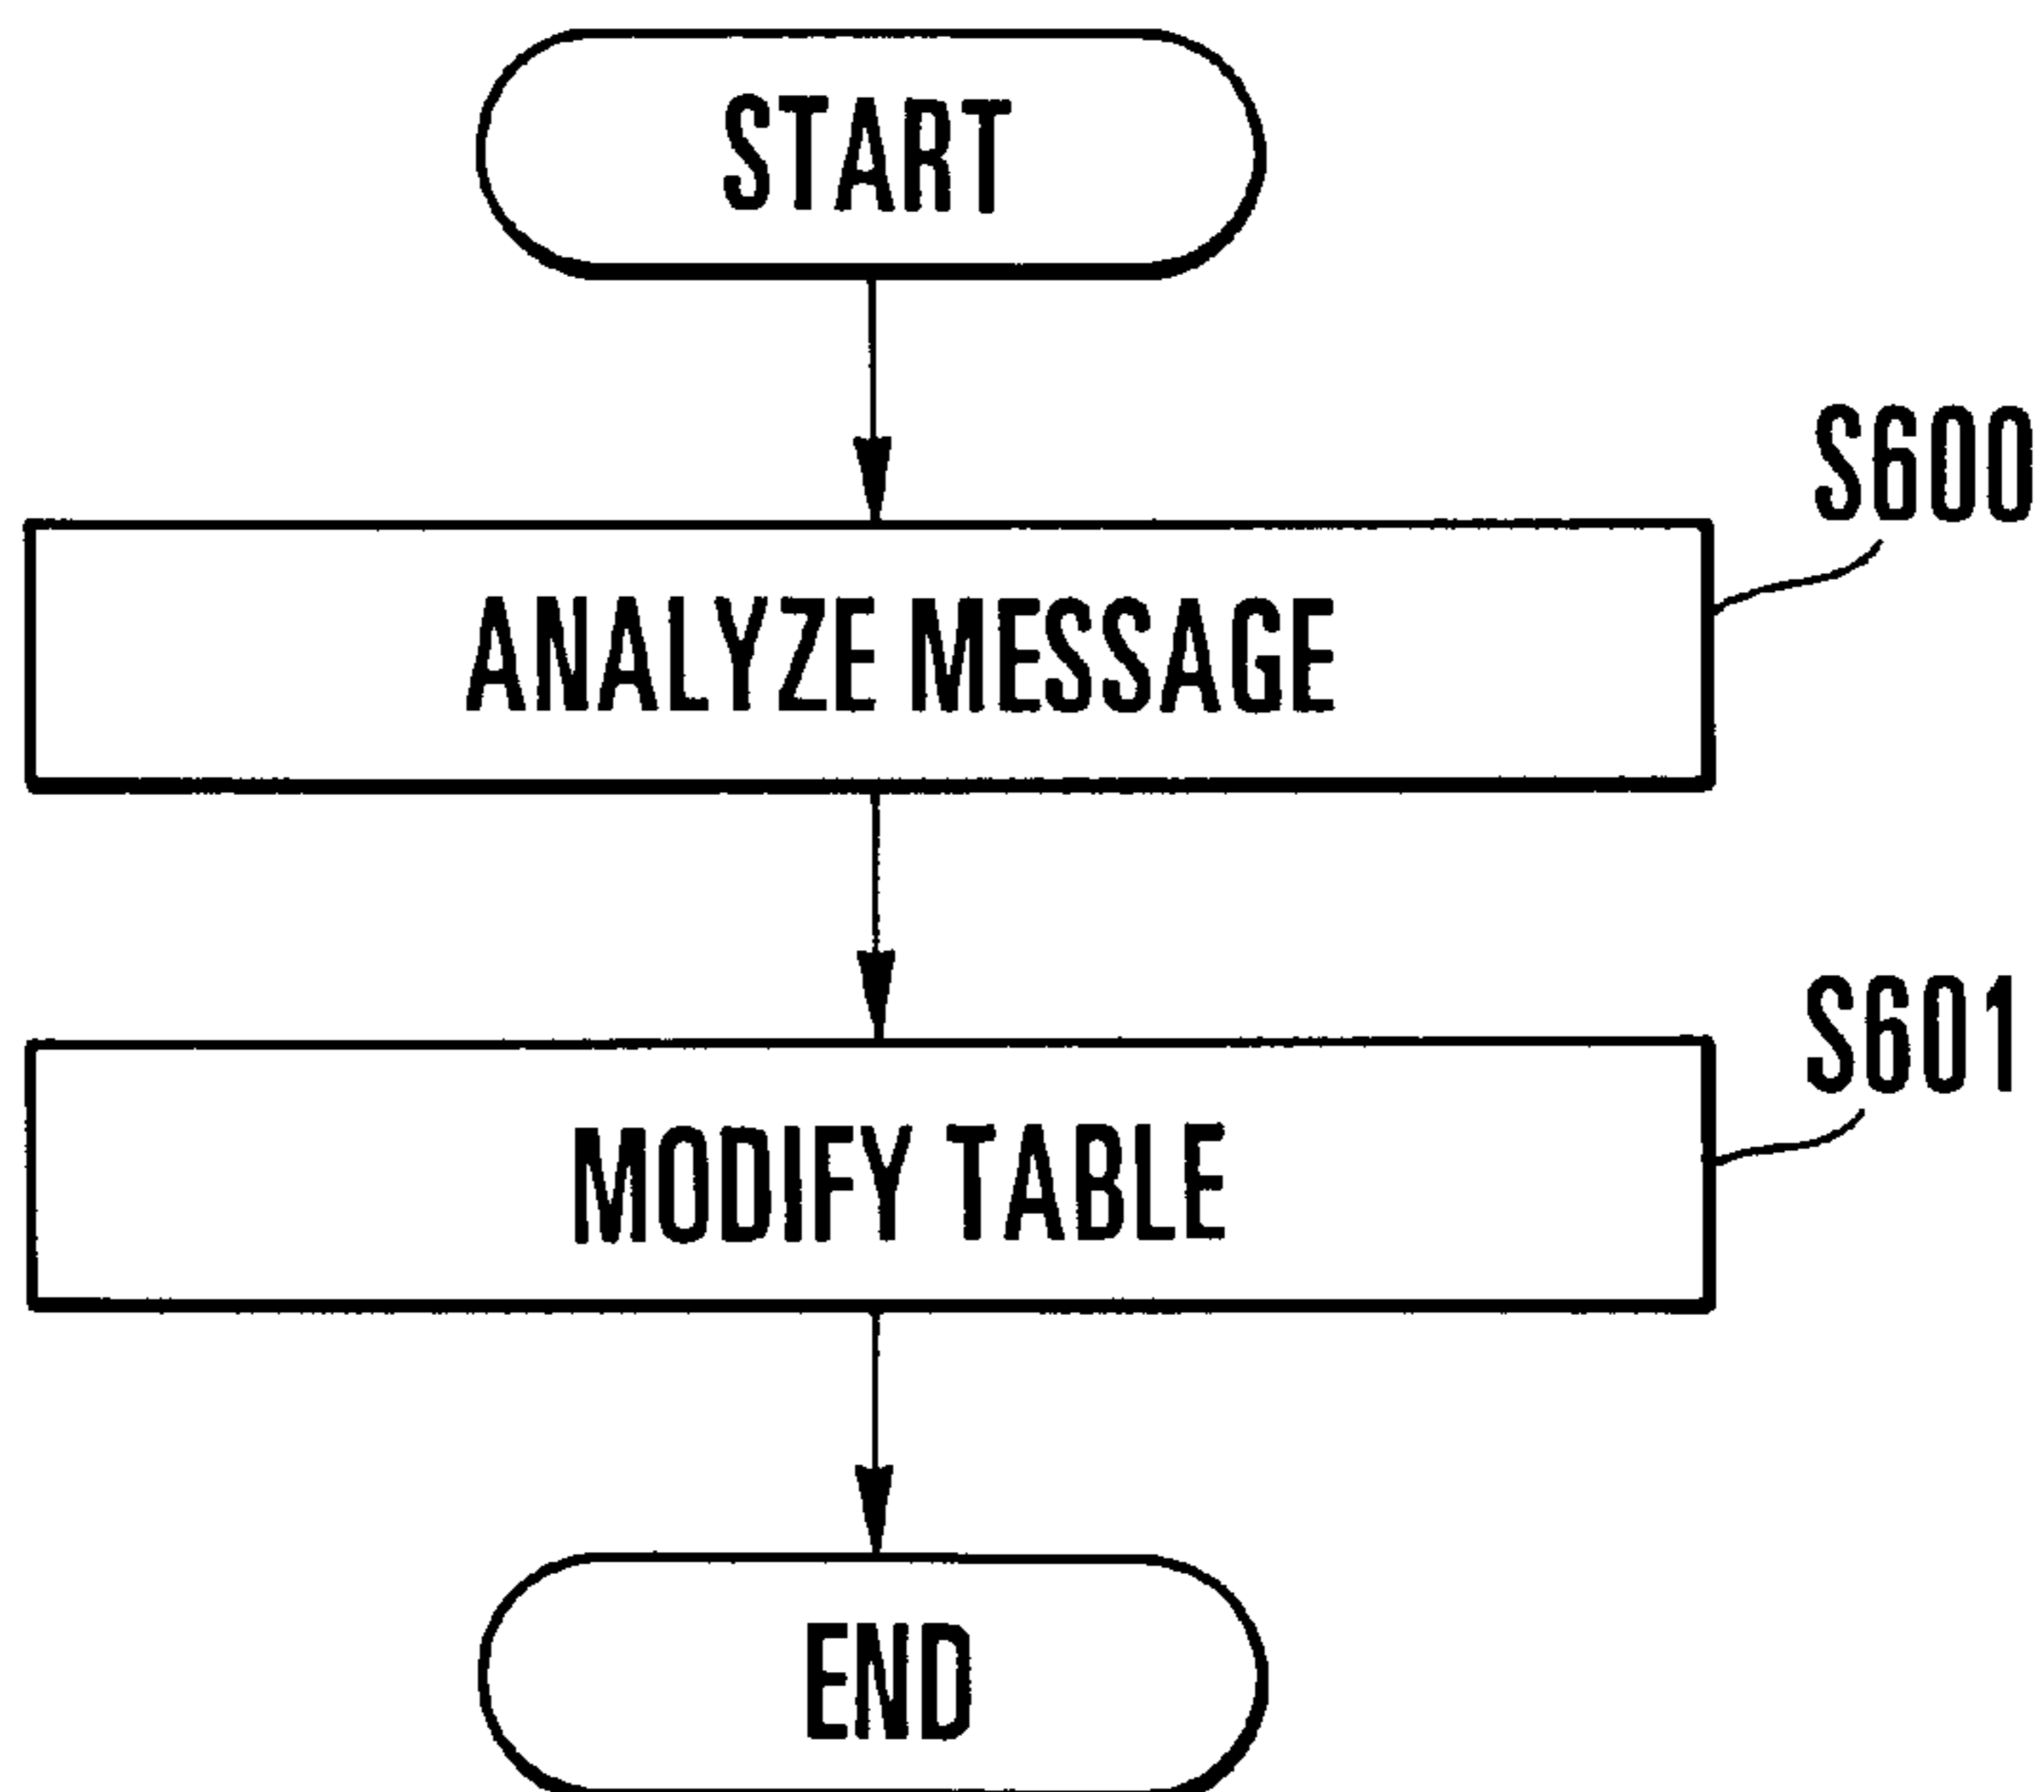 START
S600
ANALYZE MESSAGE
S601
MODIFY TABLE
END